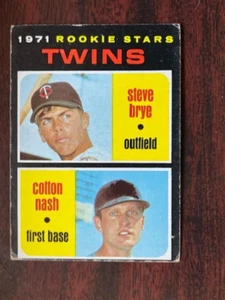 1971 ROOKIE STARS
TWINS
steve
brye
•
outfield
cotton
nash
•
first base